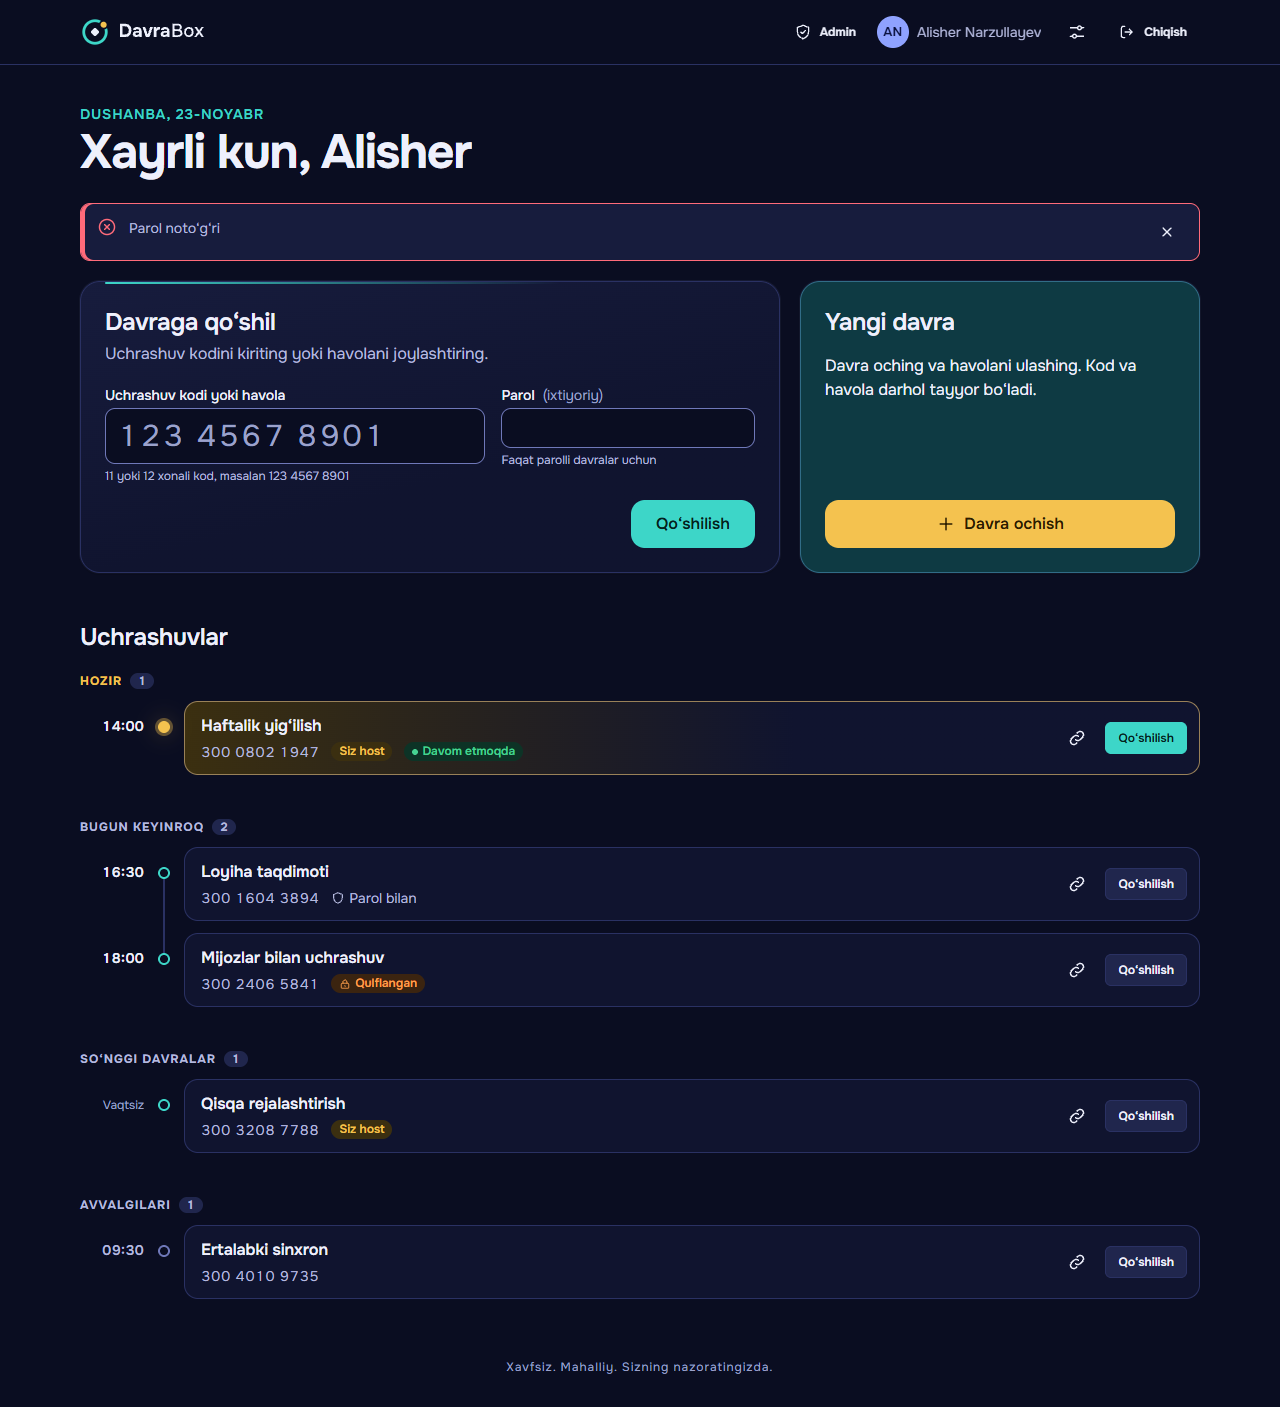 DavraBox
Admin
AN
Alisher Narzullayev
Chiqish
DUSHANBA, 23-NOYABR
Xayrli kun, Alisher
Parol noto‘g‘ri
Davraga qo‘shil
Uchrashuv kodini kiriting yoki havolani joylashtiring.
Uchrashuv kodi yoki havola
123 4567 8901
11 yoki 12 xonali kod, masalan 123 4567 8901
Parol (ixtiyoriy)
Faqat parolli davralar uchun
Qo‘shilish
Yangi davra
Davra oching va havolani ulashing. Kod va
havola darhol tayyor bo‘ladi.
Davra ochish
Uchrashuvlar
HOZIR 1
14:00
Haftalik yig‘ilish
300 0802 1947 Siz host Davom etmoqda
Qo‘shilish
BUGUN KEYINROQ 2
16:30
Loyiha taqdimoti
300 1604 3894 Parol bilan
Qo‘shilish
18:00
Mijozlar bilan uchrashuv
300 2406 5841 Qulflangan
Qo‘shilish
SO‘NGGI DAVRALAR 1
Vaqtsiz
Qisqa rejalashtirish
300 3208 7788 Siz host
Qo‘shilish
AVVALGILARI 1
09:30
Ertalabki sinxron
300 4010 9735
Qo‘shilish
Xavfsiz. Mahalliy. Sizning nazoratingizda.